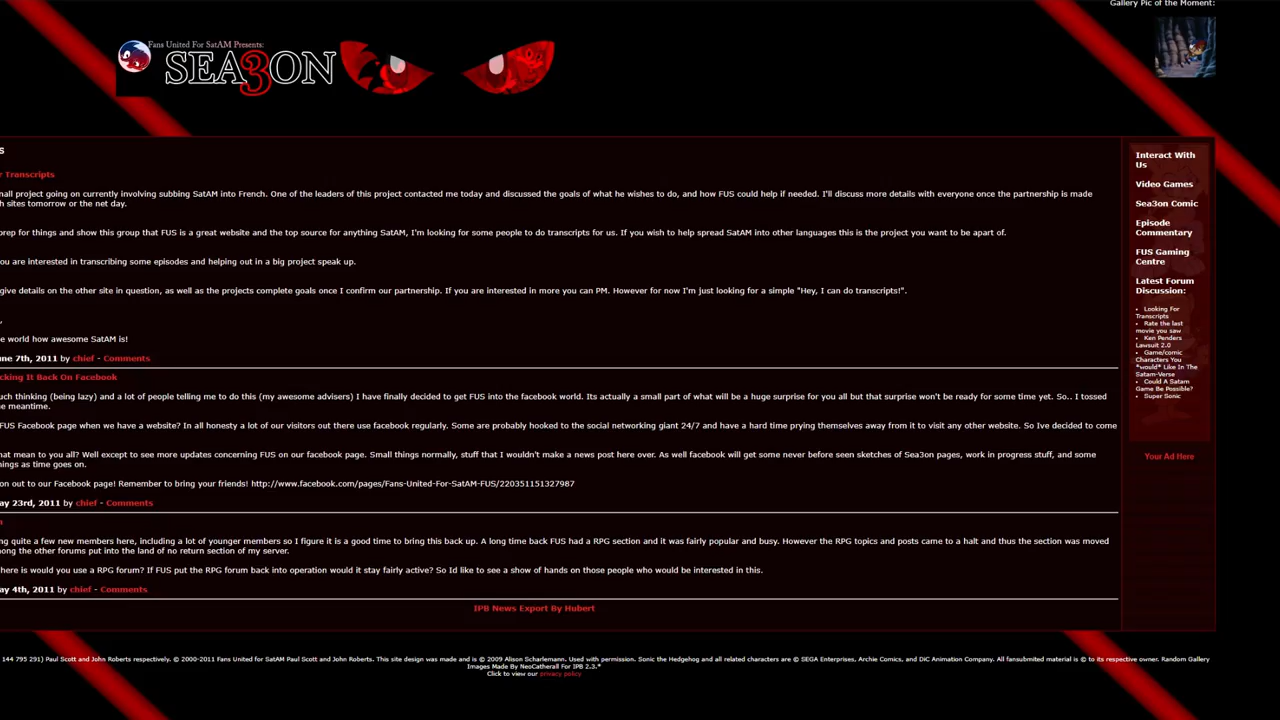 Gallery Pic of the Moment:
Fans United For SatAM Presents:
SEA3ON
s
r Transcripts
nall project going on currently involving subbing SatAM into French. One of the leaders of this project contacted me today and discussed the goals of what he wishes to do, and how FUS could help if needed. I'll discuss more details with everyone once the partnership is made
h sites tomorrow or the net day.
prep for things and show this group that FUS is a great website and the top source for anything SatAM, I'm looking for some people to do transcripts for us. If you wish to help spread SatAM into other languages this is the project you want to be apart of.
ou are interested in transcribing some episodes and helping out in a big project speak up.
give details on the other site in question, as well as the projects complete goals once I confirm our partnership. If you are interested in more you can PM. However for now I'm just looking for a simple "Hey, I can do transcripts!".
,
e world how awesome SatAM is!
une 7th, 2011 by chief - Comments
cking It Back On Facebook
uch thinking (being lazy) and a lot of people telling me to do this (my awesome advisers) I have finally decided to get FUS into the facebook world. Its actually a small part of what will be a huge surprise for you all but that surprise won't be ready for some time yet. So.. I tossed
e meantime.
FUS Facebook page when we have a website? In all honesty a lot of our visitors out there use facebook regularly. Some are probably hooked to the social networking giant 24/7 and have a hard time prying themselves away from it to visit any other website. So Ive decided to come
hat mean to you all? Well except to see more updates concerning FUS on our facebook page. Small things normally, stuff that I wouldn't make a news post here over. As well facebook will get some never before seen sketches of Sea3on pages, work in progress stuff, and some
nings as time goes on.
on out to our Facebook page! Remember to bring your friends! http://www.facebook.com/pages/Fans-United-For-SatAM-FUS/220351151327987
ay 23rd, 2011 by chief - Comments
n
ng quite a few new members here, including a lot of younger members so I figure it is a good time to bring this back up. A long time back FUS had a RPG section and it was fairly popular and busy. However the RPG topics and posts came to a halt and thus the section was moved
mong the other forums put into the land of no return section of my server.
here is would you use a RPG forum? If FUS put the RPG forum back into operation would it stay fairly active? So Id like to see a show of hands on those people who would be interested in this.
ay 4th, 2011 by chief - Comments
IPB News Export By Hubert
Interact With
Us
Video Games
Sea3on Comic
Episode
Commentary
FUS Gaming
Centre
Latest Forum
Discussion:
• Looking For
Transcripts
• Rate the last
movie you saw
• Ken Penders
Lawsuit 2.0
• Game/comic
Characters You
*would* Like In The
Satam-Verse
• Could A Satam
Game Be Possible?
• Super Sonic
Your Ad Here
144 795 291) Paul Scott and John Roberts respectively. © 2000-2011 Fans United for SatAM Paul Scott and John Roberts. This site design was made and is © 2009 Alison Scharlemann. Used with permission. Sonic the Hedgehog and all related characters are © SEGA Enterprises, Archie Comics, and DiC Animation Company. All fansubmited material is © to its respective owner. Random Gallery
Images Made By NeoCatherall For IPB 2.3.*
Click to view our privacy policy